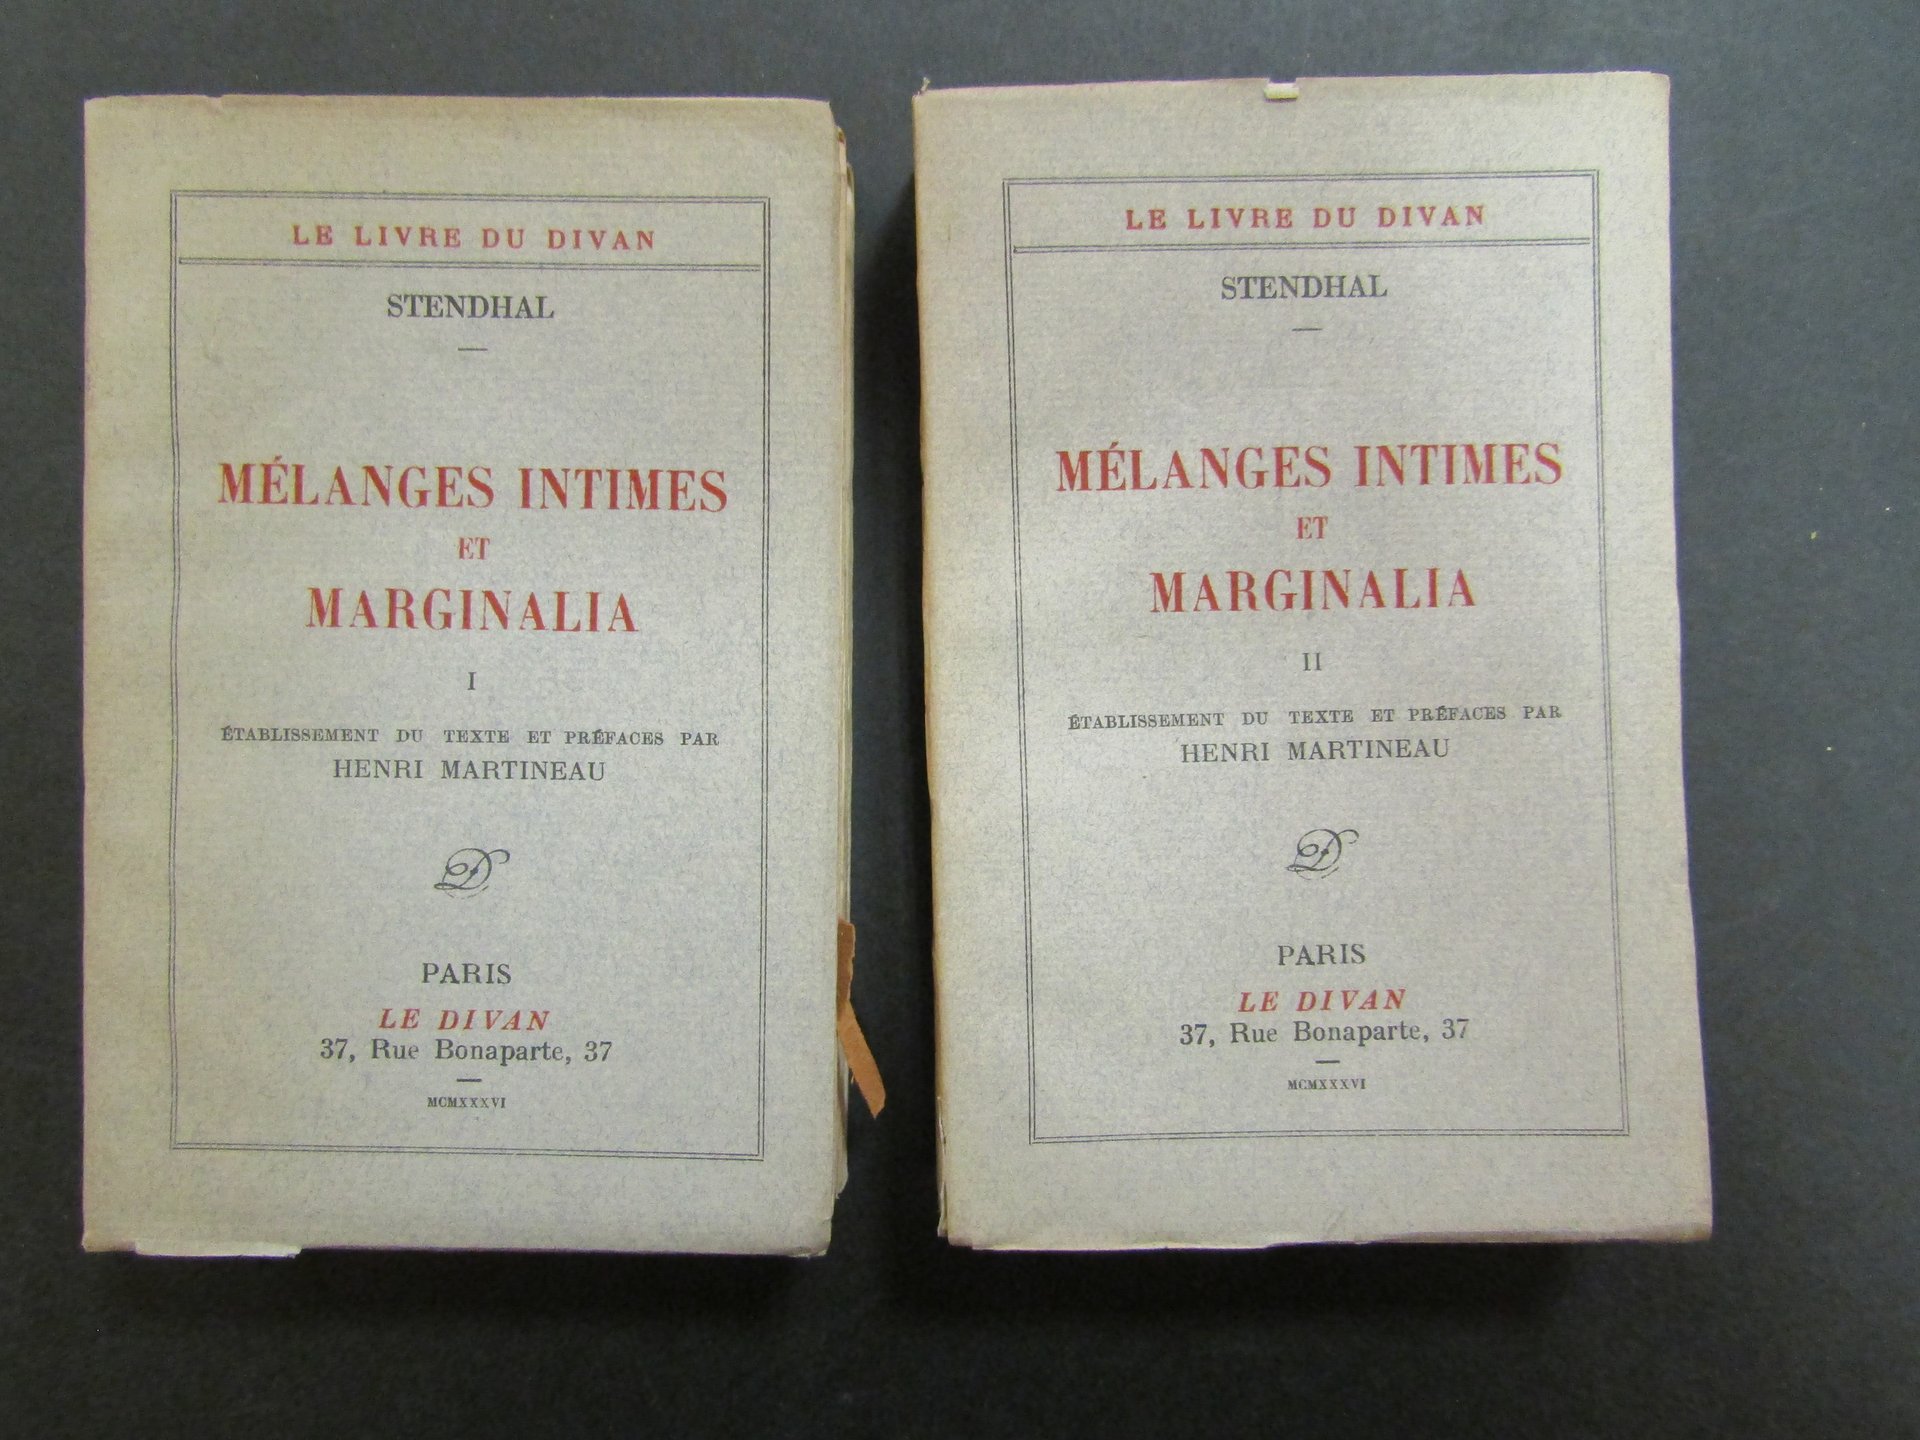 LE LIVRE DU DIVAN
STENDHAL
MÉLANGES INTIMES
ET
MARGINALIA
I
ÉTABLISSEMENT DU TEXTE ET PRÉFACES PAR
HENRI MARTINEAU
D
PARIS
LE DIVAN
37, Rue Bonaparte, 37
MCMXXXVI
LE LIVRE DU DIVAN
STENDHAL
MÉLANGES INTIMES
ET
MARGINALIA
II
ÉTABLISSEMENT DU TEXTE ET PRÉFACES PAR
HENRI MARTINEAU
D
PARIS
LE DIVAN
37, Rue Bonaparte, 37
MCMXXXVI